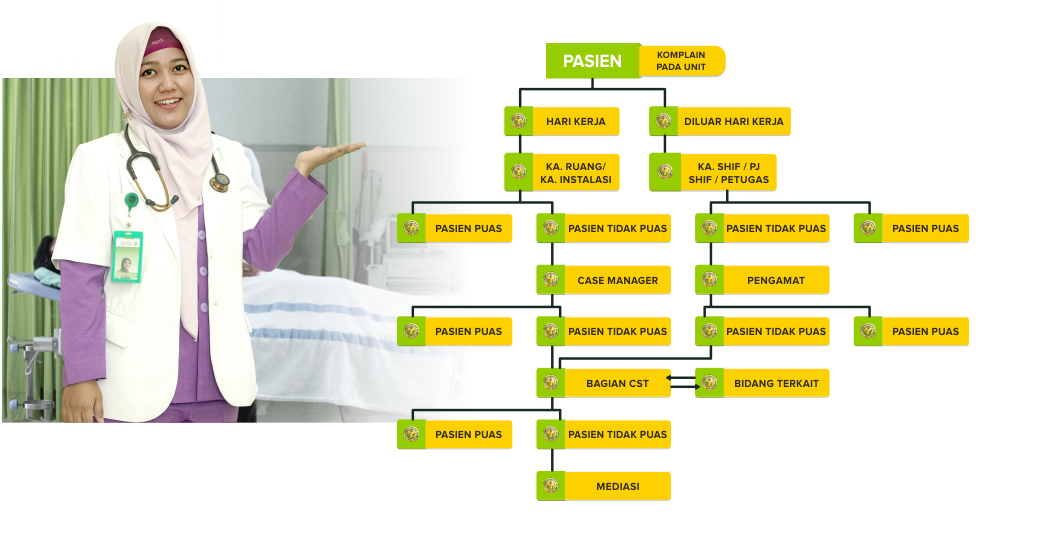 PASIEN
KOMPLAIN
PADA UNIT
HARI KERJA
DILUAR HARI KERJA
KA. RUANG/
KA. INSTALASI
KA. SHIF / PJ
SHIF / PETUGAS
PASIEN PUAS
PASIEN TIDAK PUAS
PASIEN TIDAK PUAS
PASIEN PUAS
CASE MANAGER
PENGAMAT
PASIEN PUAS
PASIEN TIDAK PUAS
PASIEN TIDAK PUAS
PASIEN PUAS
BAGIAN CST
BIDANG TERKAIT
PASIEN PUAS
PASIEN TIDAK PUAS
MEDIASI